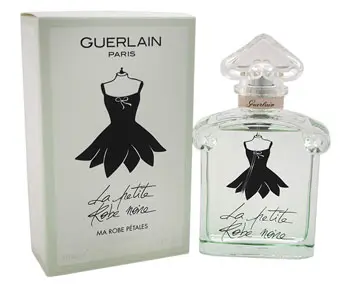 GUERLAIN
PARIS
La petite
Robe noire
MA ROBE PÉTALES
Guerlain
La petite
Robe noire